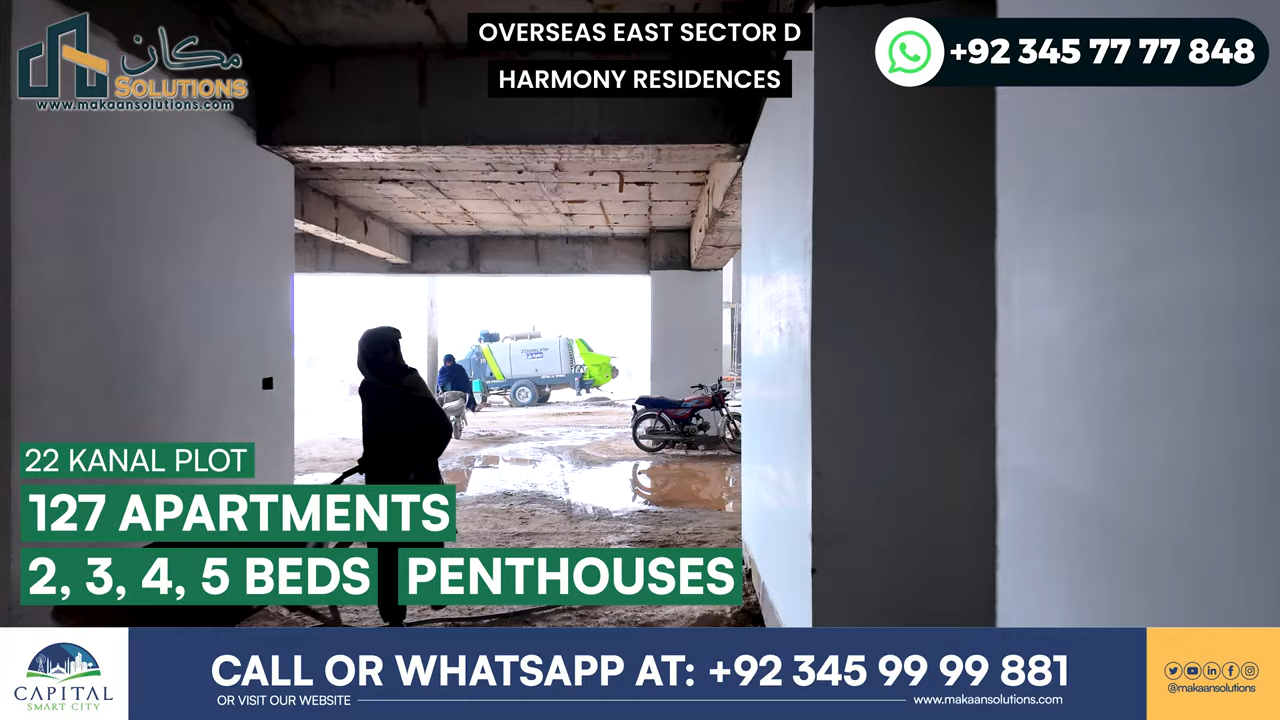 مكان
SOLUTIONS
www.makaansolutions.com
OVERSEAS EAST SECTOR D
HARMONY RESIDENCES
+92 345 77 77 848
ZOOMLION
22 KANAL PLOT
127 APARTMENTS
2, 3, 4, 5 BEDS PENTHOUSES
CAPITAL
SMART CITY
CALL OR WHATSAPP AT: +92 345 99 99 881
OR VISIT OUR WEBSITE
www.makaansolutions.com
@makaansolutions